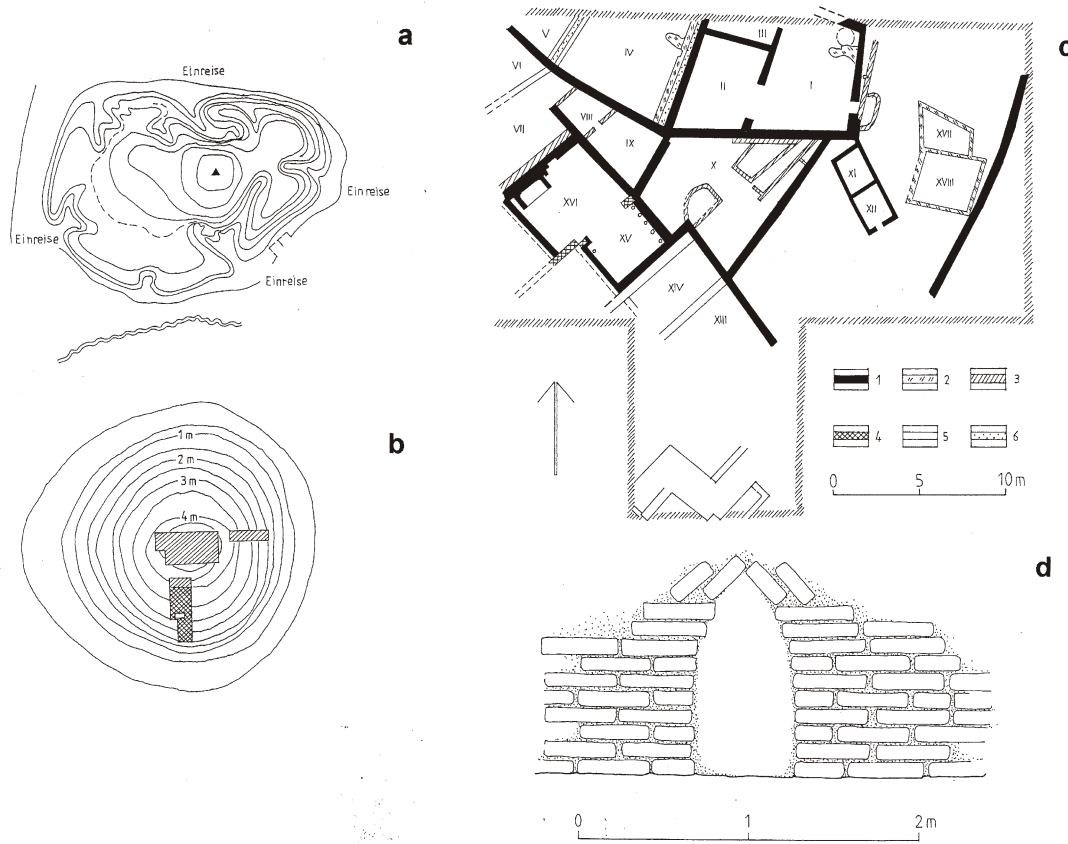 a
Einreise
Einreise
Einreise
Einreise
b
1 m
2 m
3 m
4 m
c
V
IV
III
VI
II
I
VII
VIII
IX
X
XI
XII
XVII
XVIII
XVI
XV
XIV
XIII
1
2
3
4
5
6
0 5 10 m
d
0 1 2 m